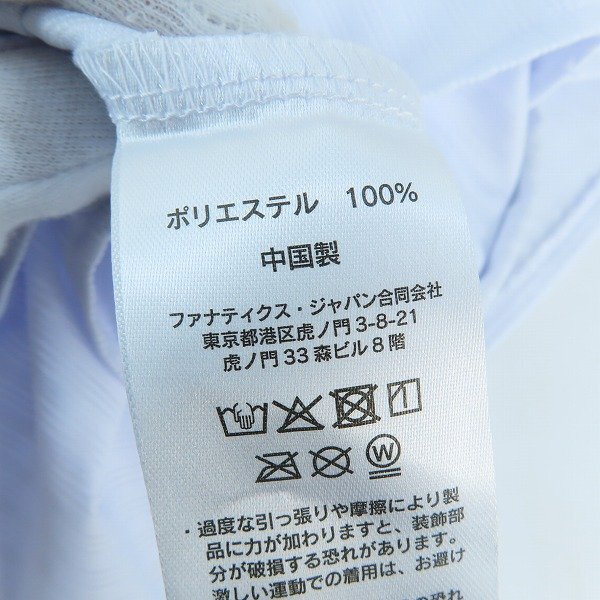 ポリエステル 100%
中国製
ファナティクス・ジャパン合同会社
東京都港区虎ノ門3-8-21
虎ノ門33森ビル8階
W
・過度な引っ張りや摩擦により製
品に力が加わりますと、装飾部
分が破損する恐れがあります。
激しい運動での着用は、お避け
の恐れ